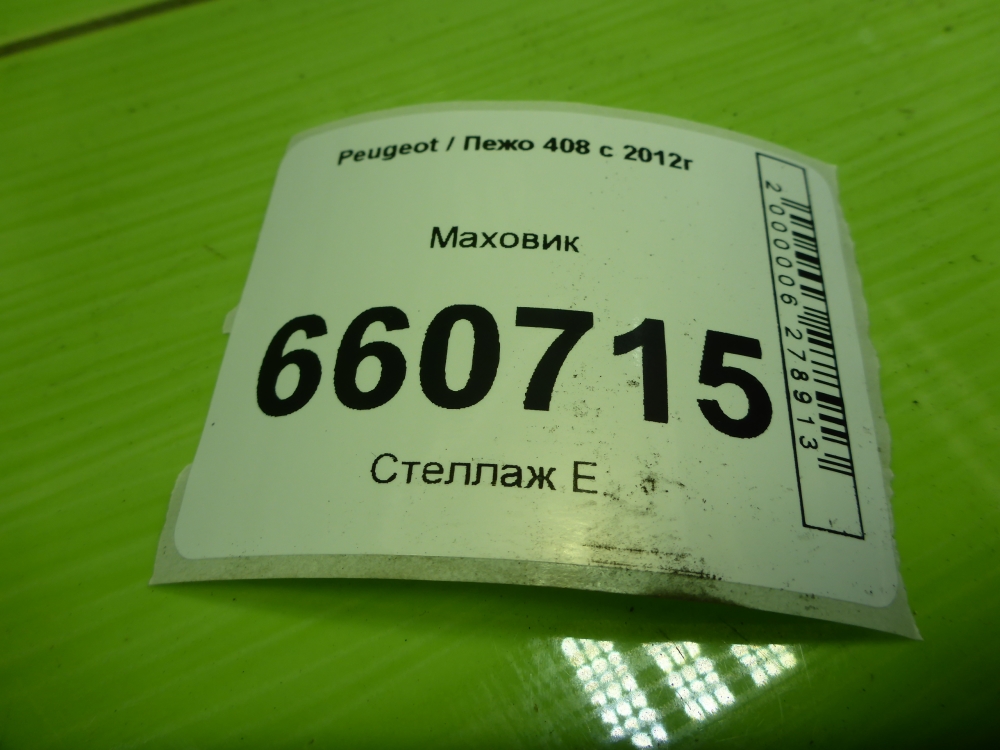 Peugeot / Пежо 408 с 2012г
Маховик
660715
Стеллаж Е
2000006278913